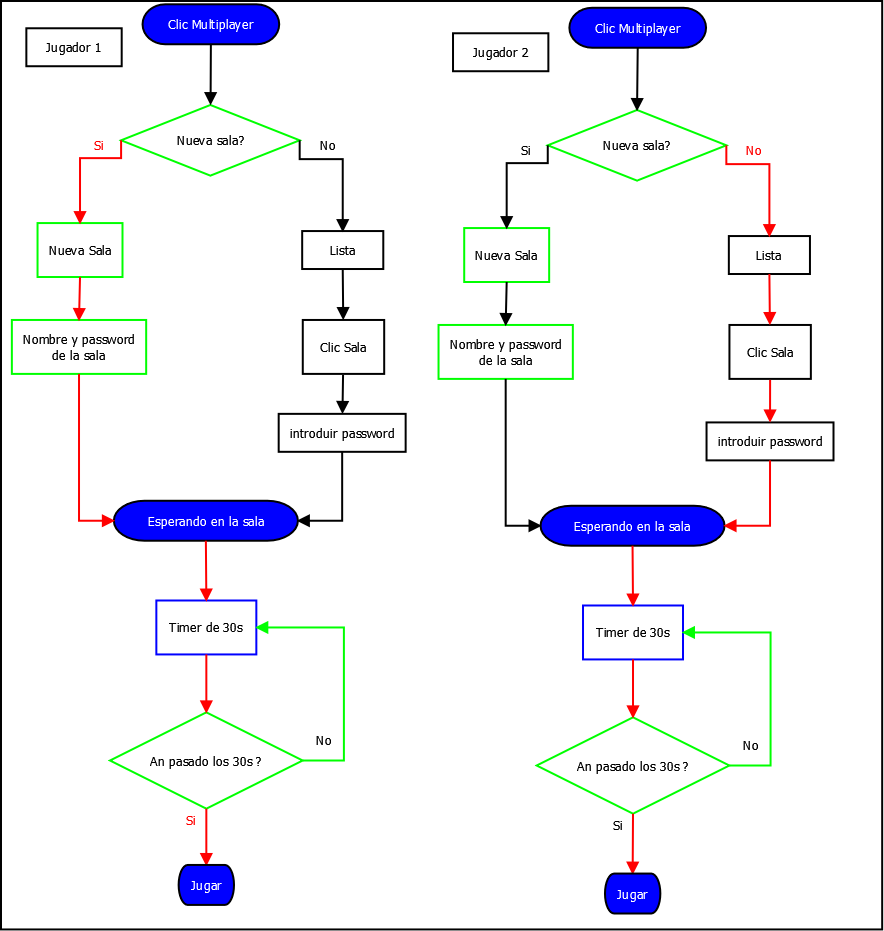 Clic Multiplayer
Jugador 1
Nueva sala?
Si
No
Nueva Sala
Lista
Nombre y password
de la sala
Clic Sala
introduir password
Esperando en la sala
Timer de 30s
An pasado los 30s ?
No
Si
Jugar
Clic Multiplayer
Jugador 2
Nueva sala?
Si
No
Nueva Sala
Lista
Nombre y password
de la sala
Clic Sala
introduir password
Esperando en la sala
Timer de 30s
An pasado los 30s ?
No
Si
Jugar